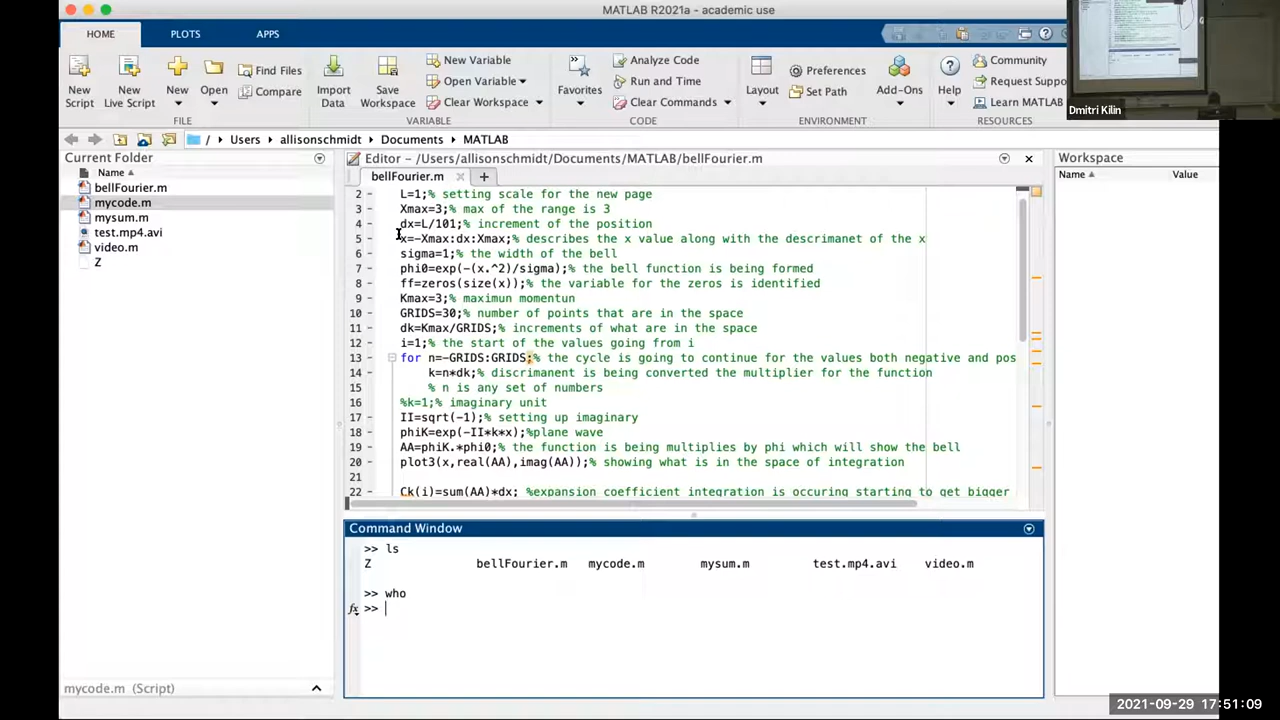 MATLAB R2021a - academic use
HOME PLOTS APPS
New Script
New Live Script
New
Open
Find Files
Compare
FILE
Import Data
Save Workspace
Variable
Open Variable
Clear Workspace
VARIABLE
Favorites
Analyze Code
Run and Time
Clear Commands
CODE
Layout
Preferences
Set Path
ENVIRONMENT
Add-Ons
Help
Community
Request Suppo
Learn MATLAB
RESOURCES
Dmitri Kilin
/ Users allisonschmidt Documents MATLAB
Current Folder
Name
bellFourier.m
mycode.m
mysum.m
test.mp4.avi
video.m
Z
mycode.m (Script)
Editor - /Users/allisonschmidt/Documents/MATLAB/bellFourier.m
bellFourier.m
2 - L=1;% setting scale for the new page
3 - Xmax=3;% max of the range is 3
4 - dx=L/101;% increment of the position
5 - x=-Xmax:dx:Xmax;% describes the x value along with the descrimanet of the x
6 - sigma=1;% the width of the bell
7 - phi0=exp(-(x.^2)/sigma);% the bell function is being formed
8 - ff=zeros(size(x));% the variable for the zeros is identified
9 - Kmax=3;% maximun momentun
10 - GRIDS=30;% number of points that are in the space
11 - dk=Kmax/GRIDS;% increments of what are in the space
12 - i=1;% the start of the values going from i
13 - for n=-GRIDS:GRIDS;% the cycle is going to continue for the values both negative and pos
14 - k=n*dk;% discrimanent is being converted the multiplier for the function
15 % n is any set of numbers
16 %k=1;% imaginary unit
17 - II=sqrt(-1);% setting up imaginary
18 - phiK=exp(-II*k*x);%plane wave
19 - AA=phiK.*phi0;% the function is being multiplies by phi which will show the bell
20 - plot3(x,real(AA),imag(AA));% showing what is in the space of integration
21
22 - Ck(i)=sum(AA)*dx; %expansion coefficient integration is occuring starting to get bigger
Command Window
>> ls
Z bellFourier.m mycode.m mysum.m test.mp4.avi video.m
>> who
fx >>
Workspace
Name Value
2021-09-29 17:51:09